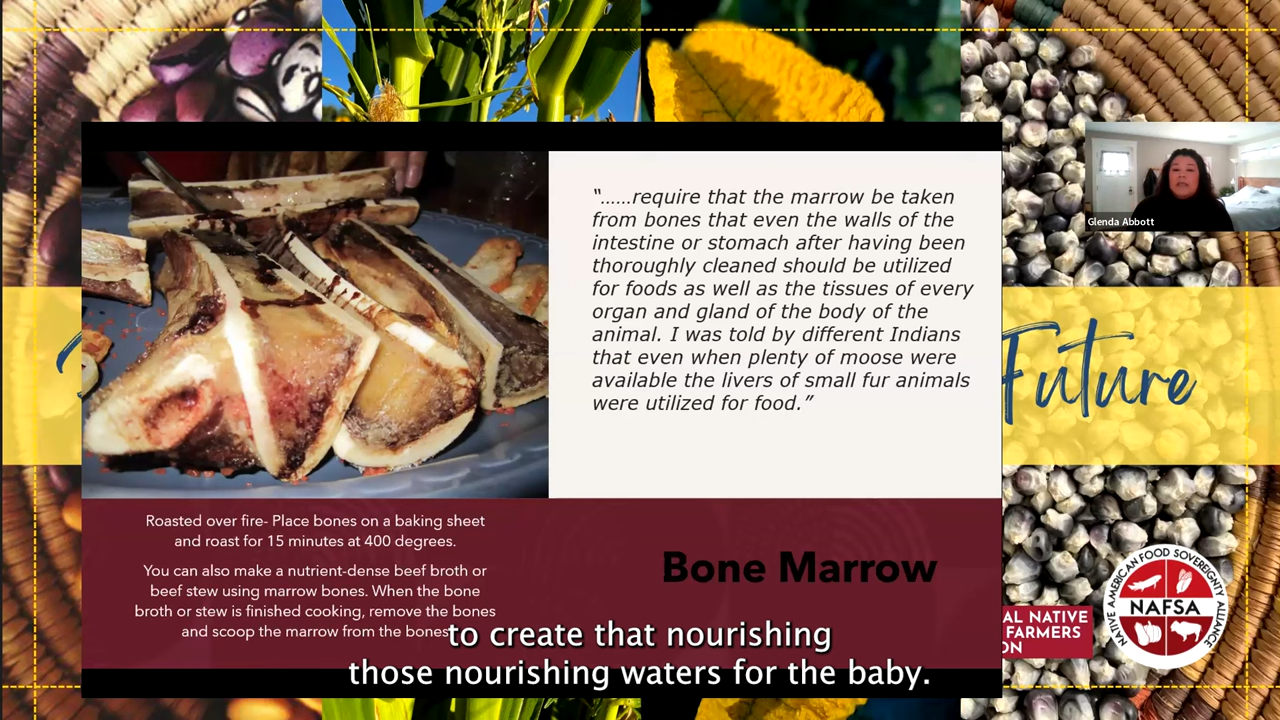 “......require that the marrow be taken
from bones that even the walls of the
intestine or stomach after having been
thoroughly cleaned should be utilized
for foods as well as the tissues of every
organ and gland of the body of the
animal. I was told by different Indians
that even when plenty of moose were
available the livers of small fur animals
were utilized for food.”
Glenda Abbott
Future
Roasted over fire- Place bones on a baking sheet
and roast for 15 minutes at 400 degrees.
You can also make a nutrient-dense beef broth or
beef stew using marrow bones. When the bone
broth or stew is finished cooking, remove the bones
and scoop the marrow from the bones
Bone Marrow
to create that nourishing
those nourishing waters for the baby.
AL NATIVE
FARMERS
ON
NATIVE AMERICAN FOOD SOVEREIGNTY ALLIANCE
NAFSA